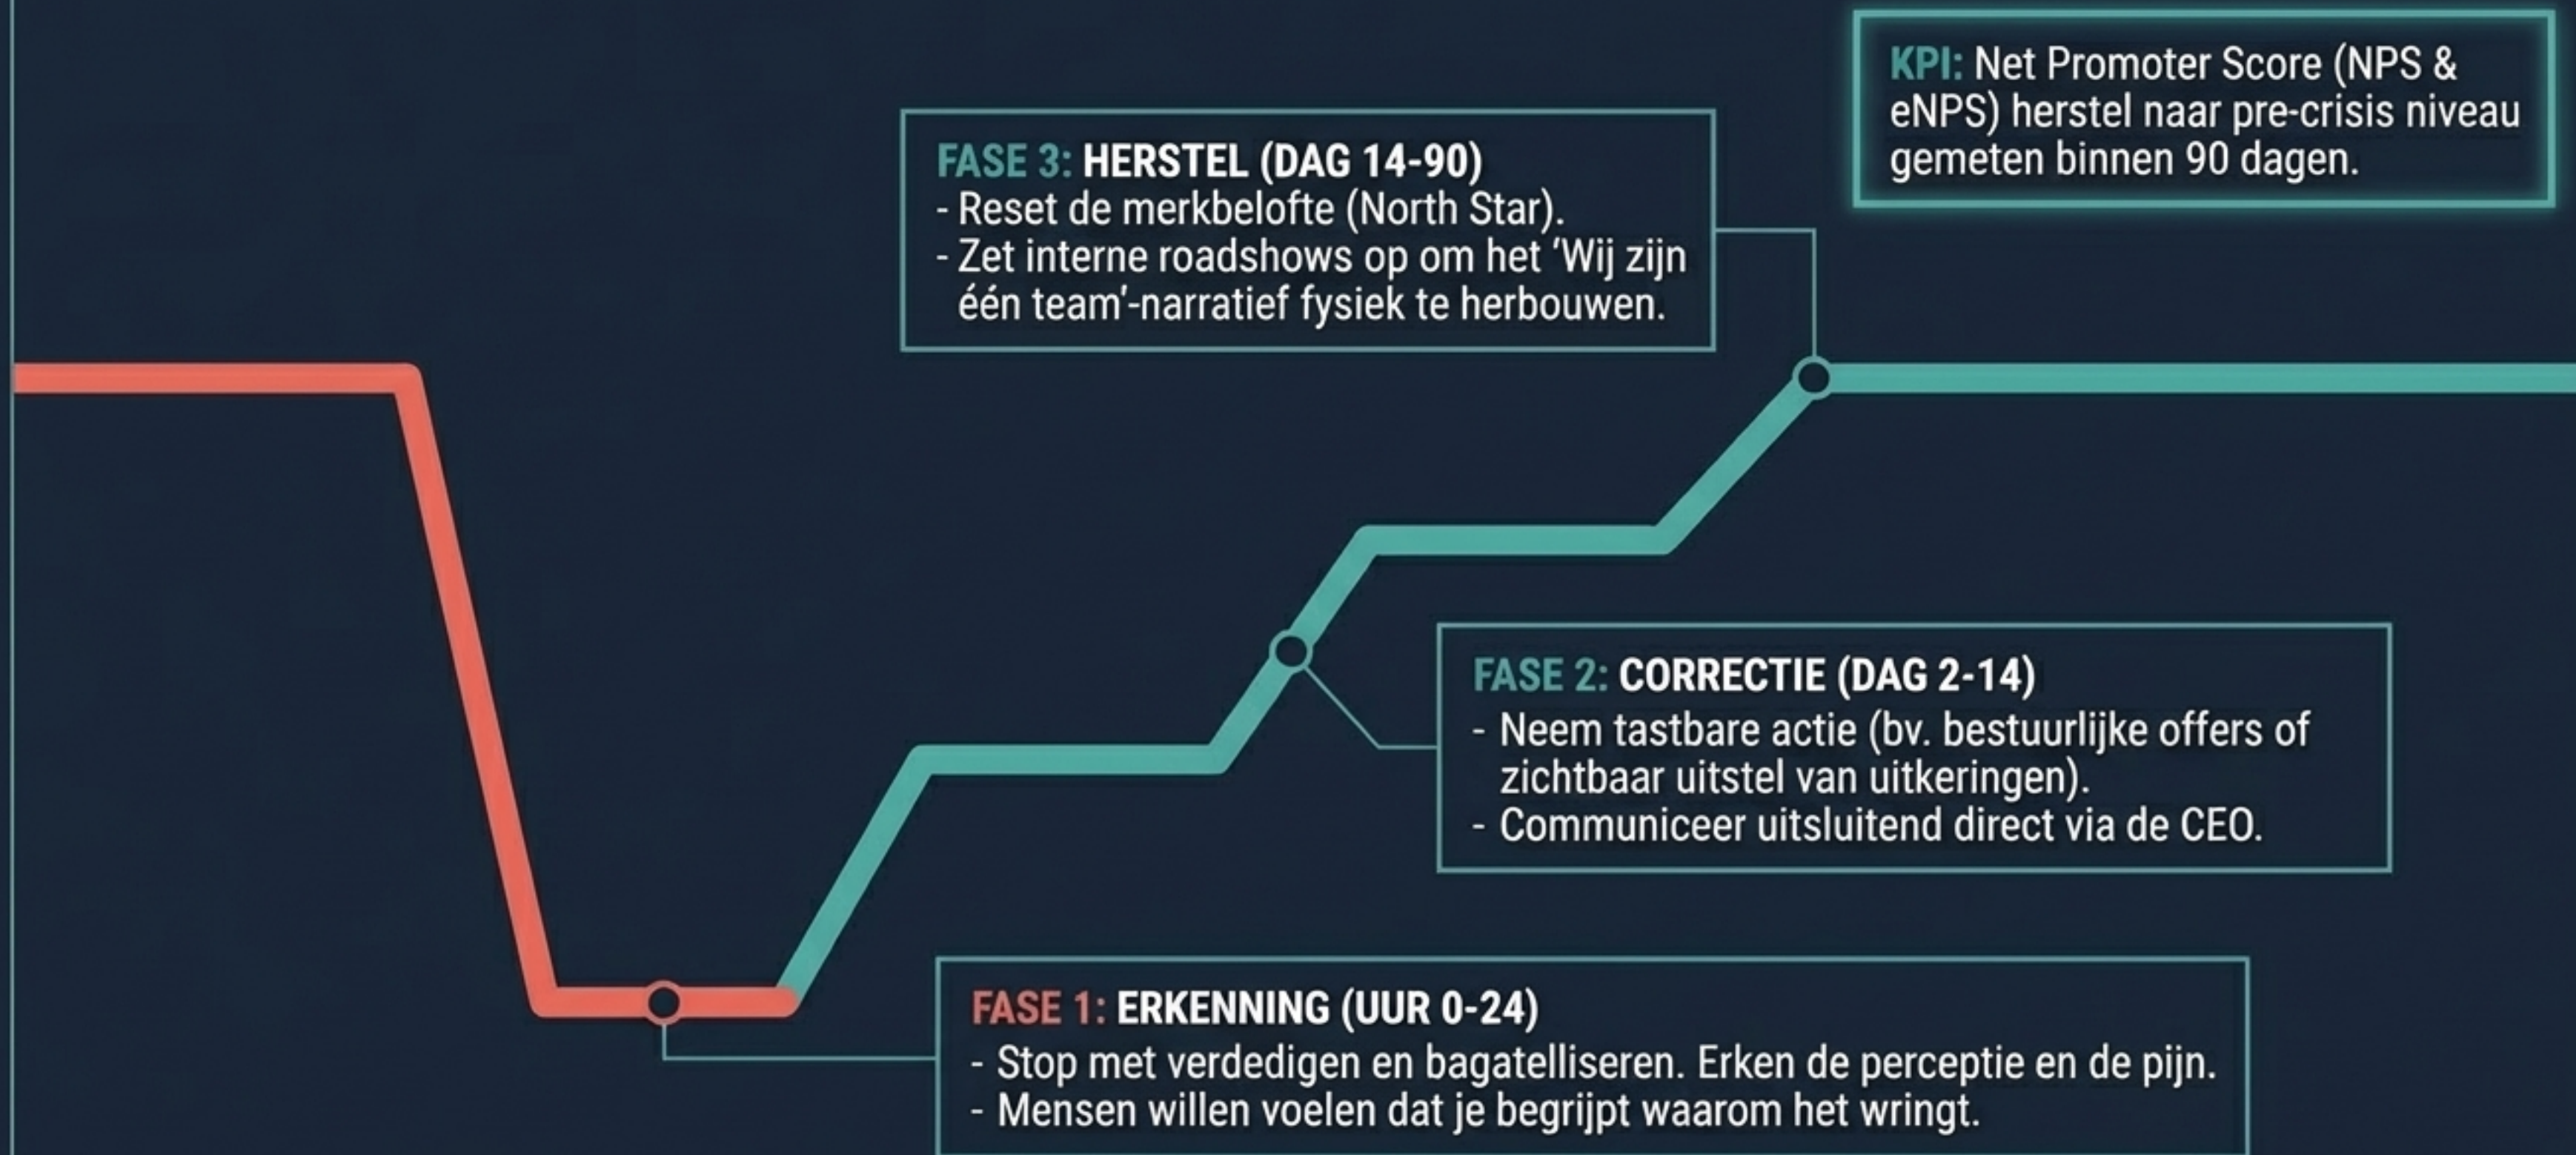 KPI: Net Promoter Score (NPS &
eNPS) herstel naar pre-crisis niveau
gemeten binnen 90 dagen.
FASE 3: HERSTEL (DAG 14-90)
- Reset de merkbelofte (North Star).
- Zet interne roadshows op om het 'Wij zijn
één team'-narratief fysiek te herbouwen.
FASE 2: CORRECTIE (DAG 2-14)
- Neem tastbare actie (bv. bestuurlijke offers of
zichtbaar uitstel van uitkeringen).
- Communiceer uitsluitend direct via de CEO.
FASE 1: ERKENNING (UUR 0-24)
- Stop met verdedigen en bagatelliseren. Erken de perceptie en de pijn.
- Mensen willen voelen dat je begrijpt waarom het wringt.